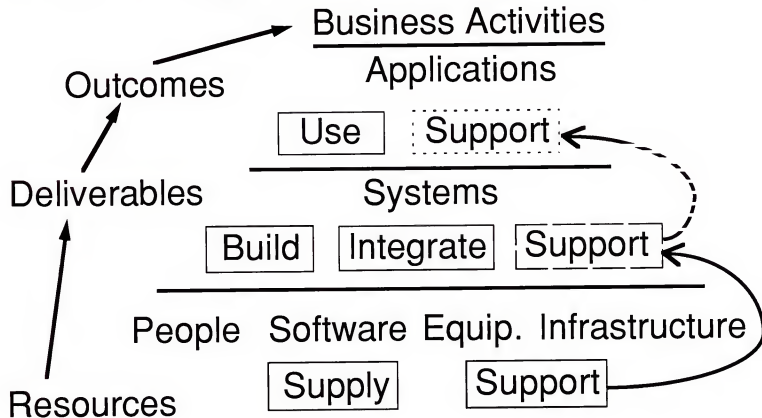 Business Activities
Outcomes
Applications
Use Support
Deliverables
Systems
Build Integrate Support
People Software Equip. Infrastructure
Resources
Supply Support